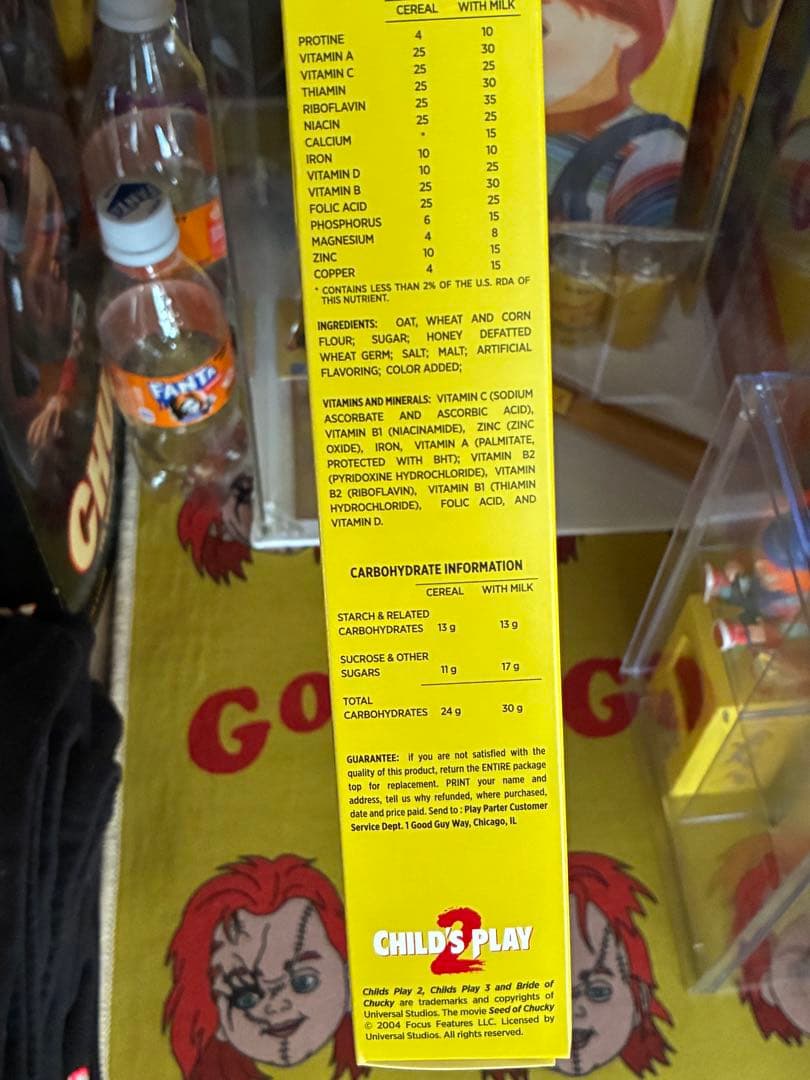 CEREAL WITH MILK
PROTINE 4 10
VITAMIN A 25 30
VITAMIN C 25 25
THIAMIN 25 30
RIBOFLAVIN 25 35
NIACIN 25 25
CALCIUM * 15
IRON 10 10
VITAMIN D 10 25
VITAMIN B 25 30
FOLIC ACID 25 25
PHOSPHORUS 6 15
MAGNESIUM 4 8
ZINC 10 15
COPPER 4 15
* CONTAINS LESS THAN 2% OF THE U.S. RDA OF
THIS NUTRIENT.
INGREDIENTS: OAT, WHEAT AND CORN
FLOUR; SUGAR; HONEY DEFATTED
WHEAT GERM; SALT; MALT; ARTIFICIAL
FLAVORING; COLOR ADDED;
VITAMINS AND MINERALS: VITAMIN C (SODIUM
ASCORBATE AND ASCORBIC ACID),
VITAMIN B1 (NIACINAMIDE), ZINC (ZINC
OXIDE), IRON, VITAMIN A (PALMITATE,
PROTECTED WITH BHT); VITAMIN B2
(PYRIDOXINE HYDROCHLORIDE), VITAMIN
B2 (RIBOFLAVIN), VITAMIN B1 (THIAMIN
HYDROCHLORIDE), FOLIC ACID, AND
VITAMIN D.
CARBOHYDRATE INFORMATION
CEREAL WITH MILK
STARCH & RELATED
CARBOHYDRATES 13 g 13 g
SUCROSE & OTHER
SUGARS 11 g 17 g
TOTAL
CARBOHYDRATES 24 g 30 g
GUARANTEE: if you are not satisfied with the
quality of this product, return the ENTIRE package
top for replacement. PRINT your name and
address, tell us why refunded, where purchased,
date and price paid. Send to : Play Parter Customer
Service Dept. 1 Good Guy Way, Chicago, IL
CHILD'S PLAY 2
Childs Play 2, Childs Play 3 and Bride of
Chucky are trademarks and copyrights of
Universal Studios. The movie Seed of Chucky
© 2004 Focus Features LLC. Licensed by
Universal Studios. All rights reserved.
FANTA
FANTA
CHU
GO
GO